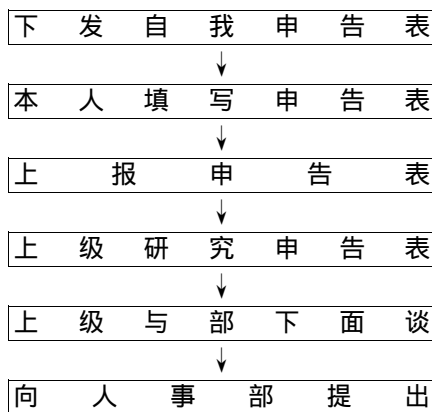 下发自我申告表
本人填写申告表
上报申告表
上级研究申告表
上级与部下面谈
向人事部提出